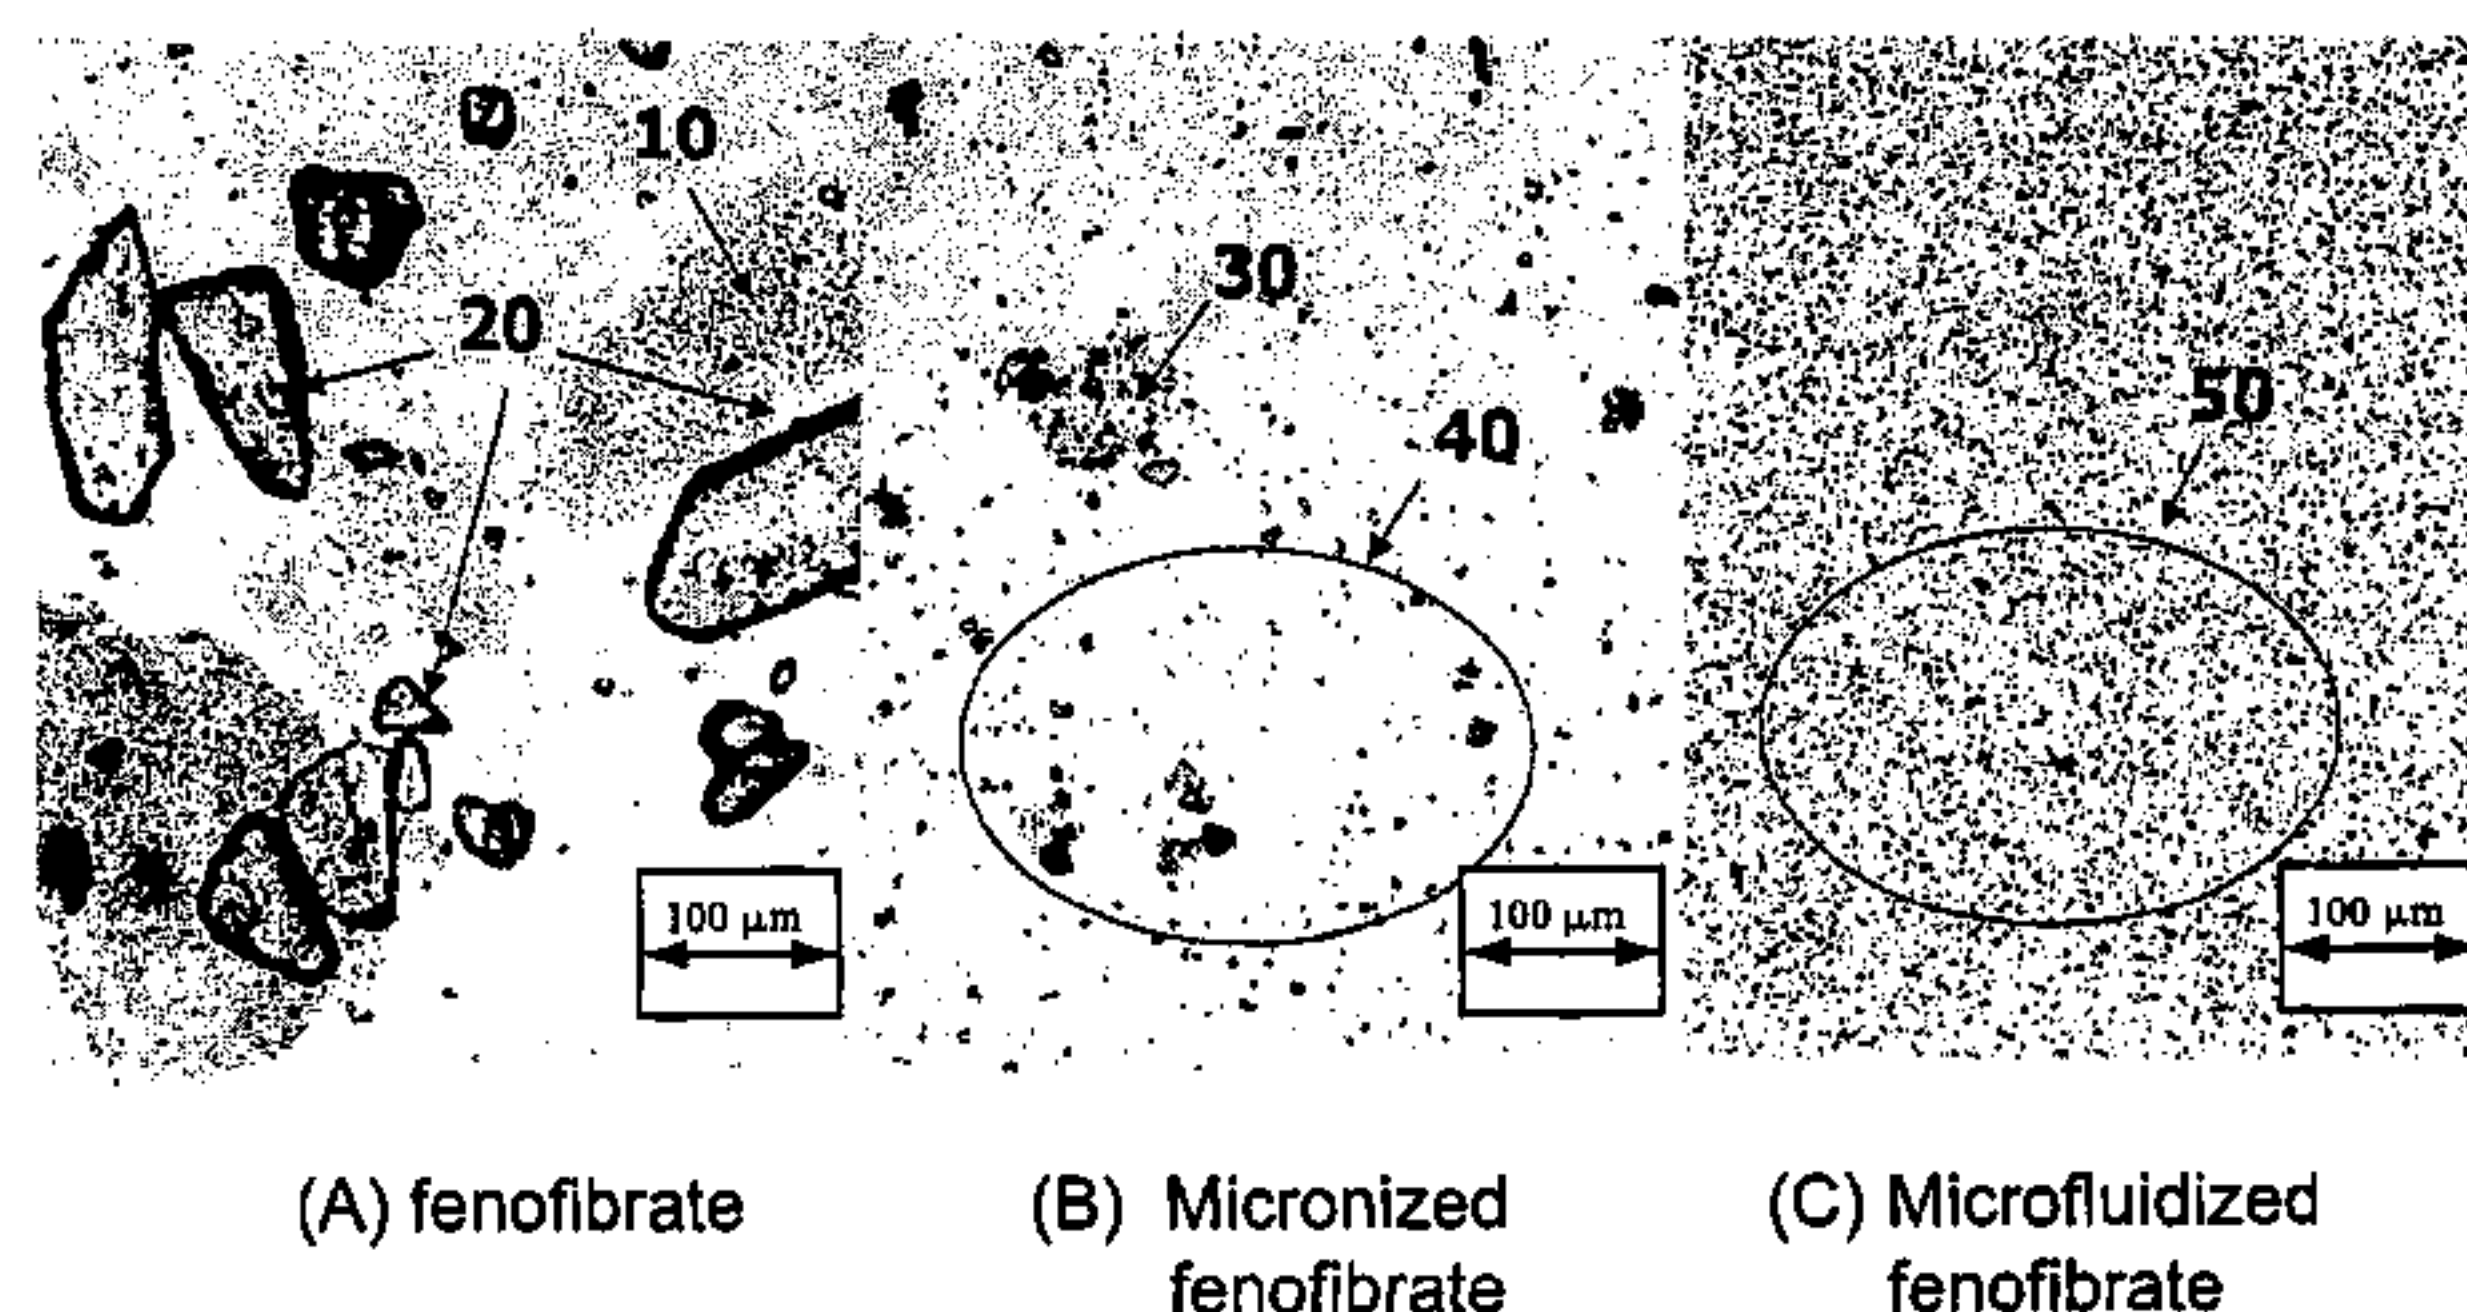 10
20
30
40
50
100 μm
100 μm
100 μm
(A) fenofibrate
(B) Micronized
fenofibrate
(C) Microfluidized
fenofibrate